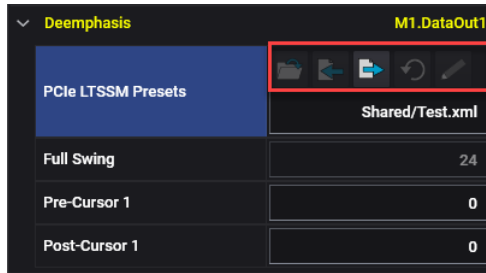 Deemphasis M1.DataOut1
PCIe LTSSM Presets
Shared/Test.xml
Full Swing 24
Pre-Cursor 1 0
Post-Cursor 1 0